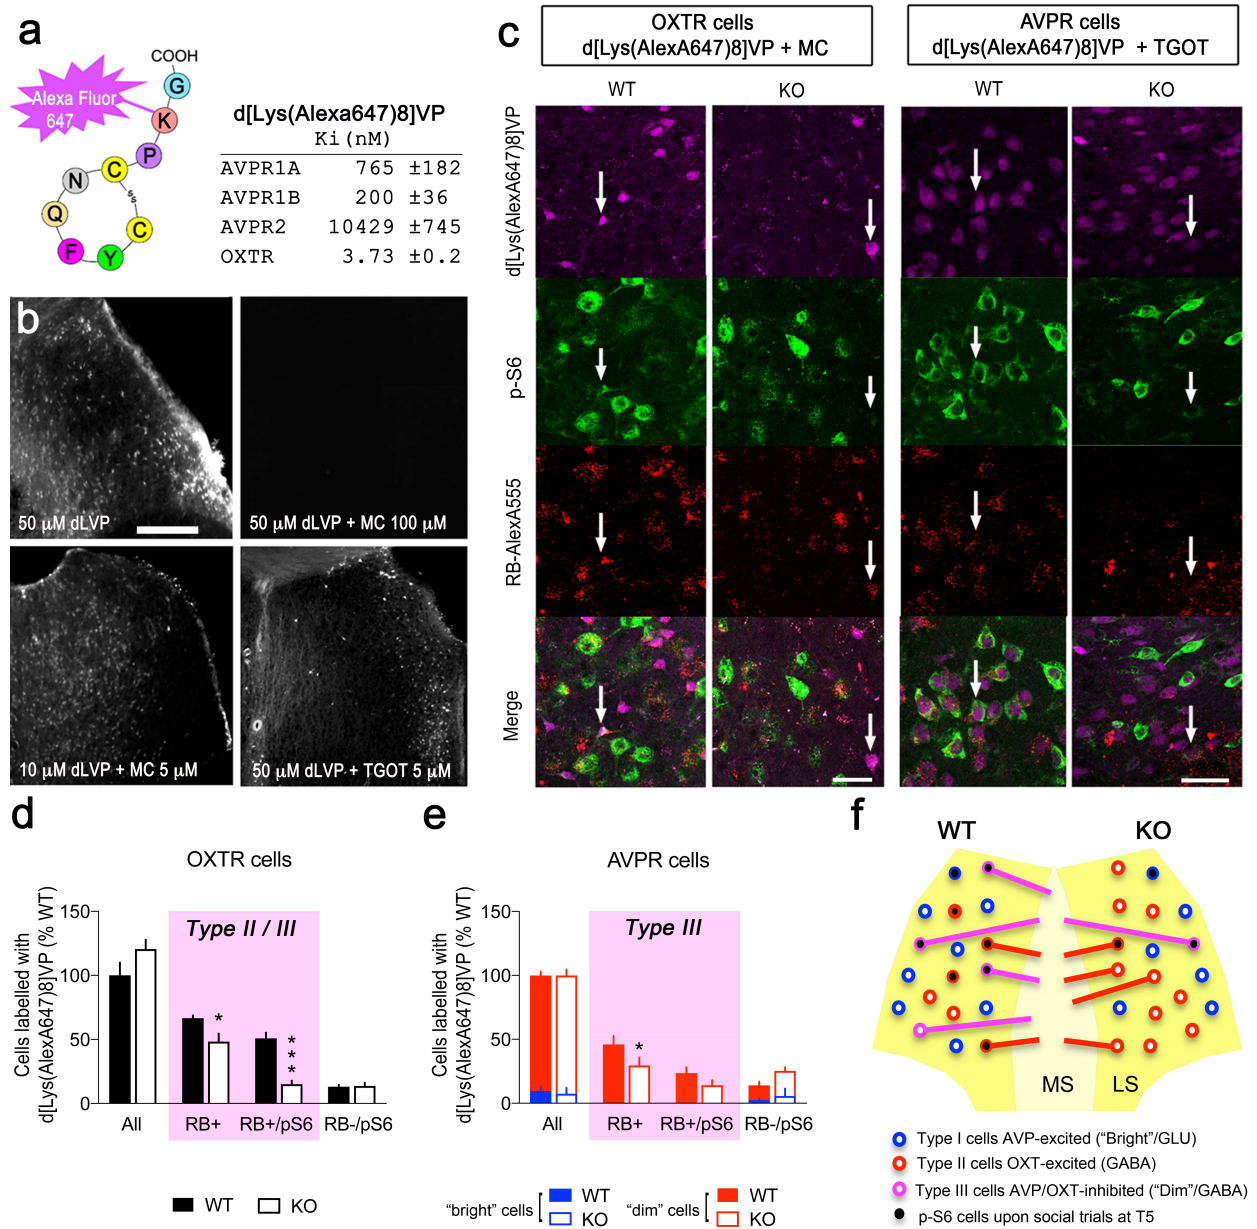 a
COOH
G
Alexa Fluor
647
K
P
C
N
s
s
Q
C
F
Y
d[Lys(Alexa647)8]VP
Ki (nM)
AVPR1A 765 ±182
AVPR1B 200 ±36
AVPR2 10429 ±745
OXTR 3.73 ±0.2
b
50 µM dLVP
50 µM dLVP + MC 100 µM
10 µM dLVP + MC 5 µM
50 µM dLVP + TGOT 5 µM
c
OXTR cells
d[Lys(AlexA647)8]VP + MC
AVPR cells
d[Lys(AlexA647)8]VP + TGOT
WT
KO
WT
KO
d[Lys(AlexA647)8]VP
p-S6
RB-AlexA555
Merge
d
OXTR cells
Cells labelled with
d[Lys(AlexA647)8]VP (% WT)
150
100
50
0
Type II / III
*
***
All
RB+
RB+/pS6
RB-/pS6
WT
KO
e
AVPR cells
Cells labelled with
d[Lys(AlexA647)8]VP (% WT)
150
100
50
0
Type III
*
All
RB+
RB+/pS6
RB-/pS6
"bright" cells
WT
KO
"dim" cells
WT
KO
f
WT
KO
MS
LS
Type I cells AVP-excited ("Bright"/GLU)
Type II cells OXT-excited (GABA)
Type III cells AVP/OXT-inhibited ("Dim"/GABA)
p-S6 cells upon social trials at T5